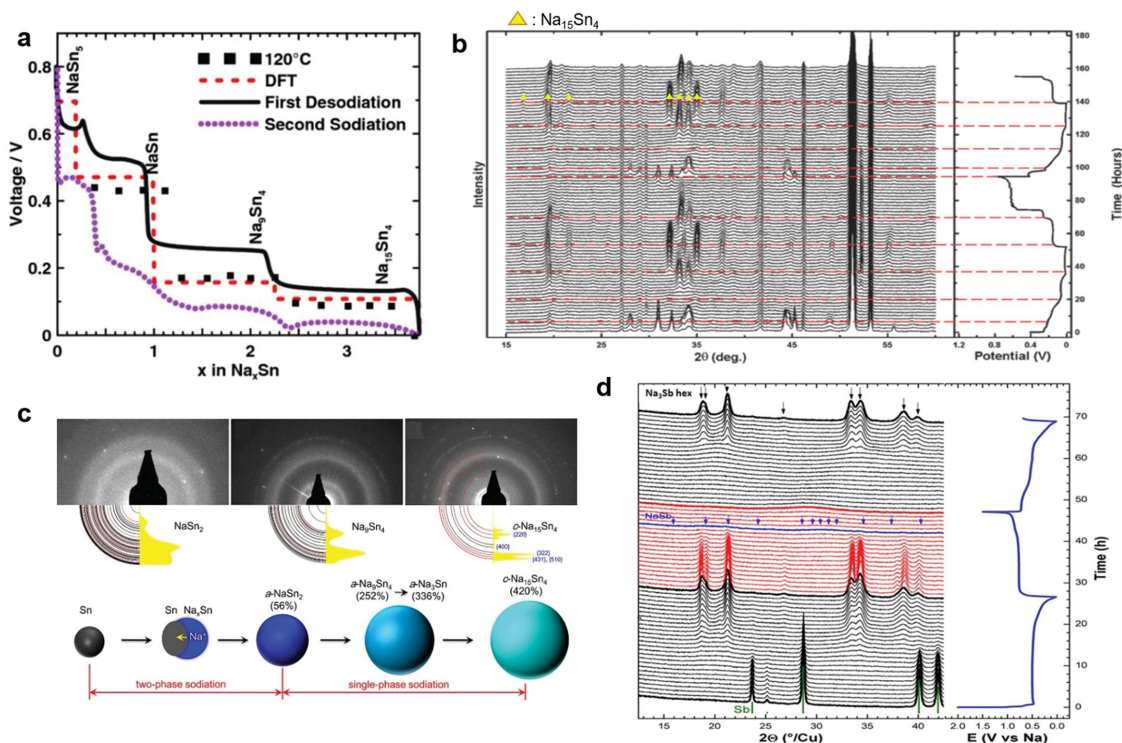 ▲ : Na15Sn4
a
0.8
0.6
0.4
0.2
0
Voltage / V
NaSn5
NaSn
Na9Sn4
Na15Sn4
120°C
DFT
First Desodiation
Second Sodiation
0 1 2 3
x in NaxSn
b
Intensity
15 25 35 45 55
2θ (deg.)
1.2 0.8 0.4 0
Potential (V)
180
160
140
120
100
80
60
40
20
0
Time (Hours)
c
NaSn2
Na9Sn4
c-Na15Sn4
(220)
(400)
(322)
(431), (510)
Sn
Sn NaxSn
Na+
a-NaSn2
(56%)
a-Na9Sn4 → a-Na3Sn
(252%) (336%)
c-Na15Sn4
(420%)
two-phase sodiation
single-phase sodiation
d
Na3Sb hex
NaSb
Sb
15 20 25 30 35 40
2Θ (°/Cu)
2.0 1.5 1.0 0.5 0.0
E (V vs Na)
70
60
50
40
30
20
10
0
Time (h)